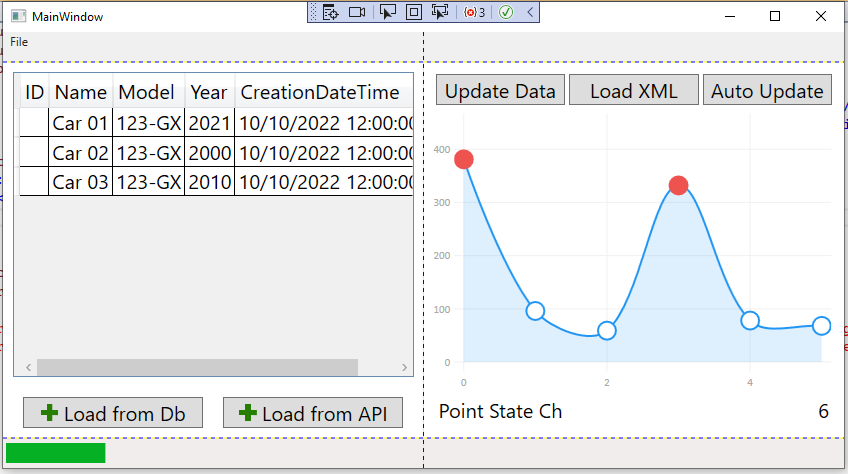 MainWindow
3
File
ID Name Model Year CreationDateTime
Car 01 123-GX 2021 10/10/2022 12:00:00
Car 02 123-GX 2000 10/10/2022 12:00:00
Car 03 123-GX 2010 10/10/2022 12:00:00
Load from Db Load from API
Update Data Load XML Auto Update
400
300
200
100
0
0 2 4
Point State Ch 6